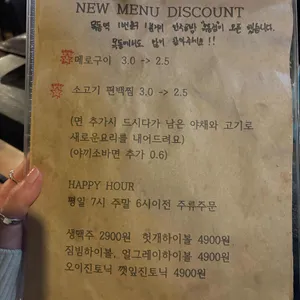 NEW MENU DISCOUNT
메로구이 3.0 -> 2.5
소고기 편백찜 3.0 -> 2.5
(면 추가시 드시다가 남은 야채와 고기로
새로운요리를 내어드려요)
(야끼소바면 추가 0.6)
HAPPY HOUR
평일 7시 주말 6시이전 주류주문
생맥주 2900원 헛개하이볼 4900원
짐빔하이볼, 얼그레이하이볼 4900원
오이진토닉 깻잎진토닉 4900원